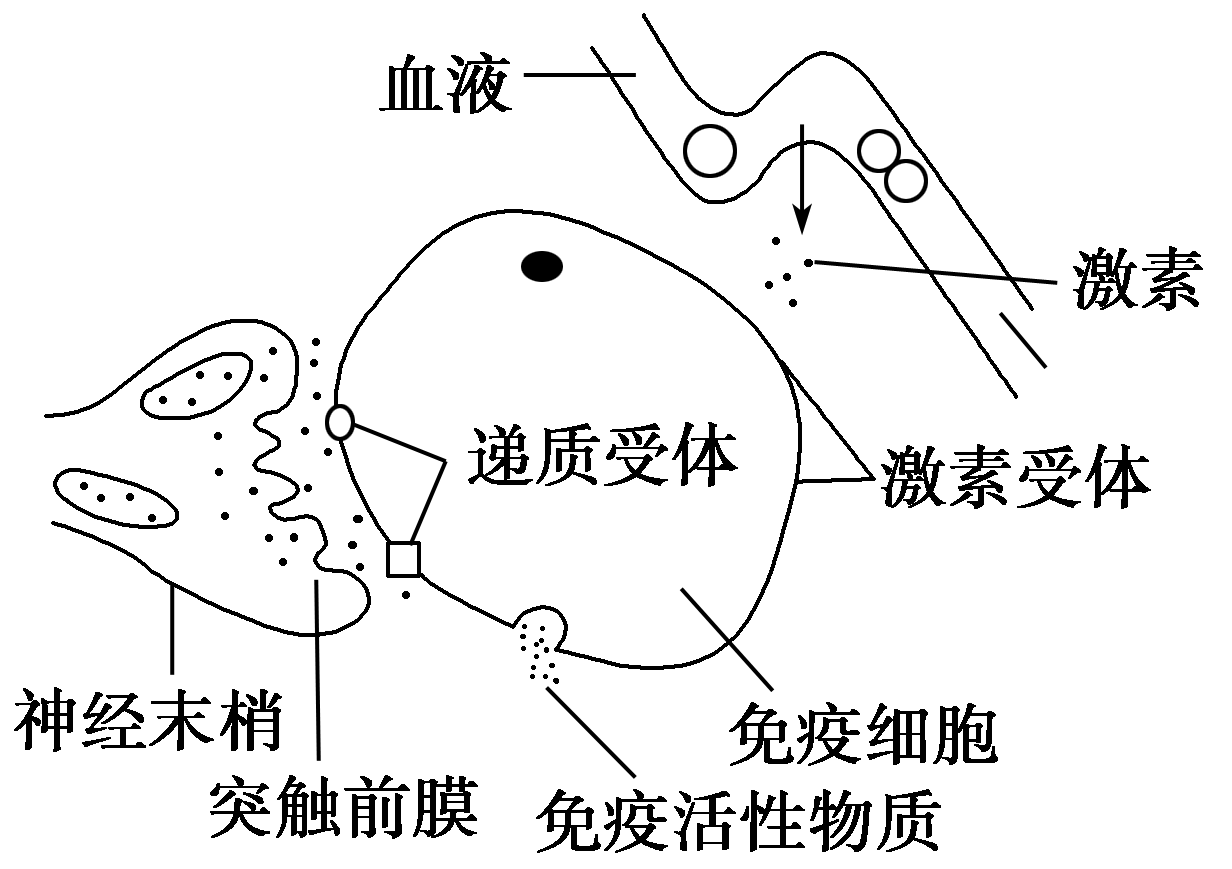 血液
激素
递质受体
激素受体
神经末梢
免疫细胞
突触前膜
免疫活性物质